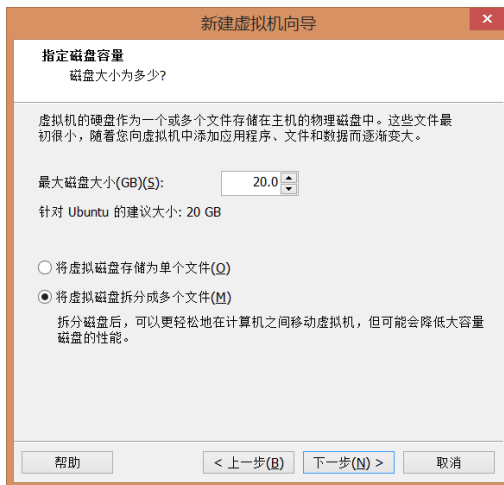 新建虚拟机向导
指定磁盘容量
磁盘大小为多少?
虚拟机的硬盘作为一个或多个文件存储在主机的物理磁盘中。这些文件最
初很小，随着您向虚拟机中添加应用程序、文件和数据而逐渐变大。
最大磁盘大小(GB)(S): 20.0
针对 Ubuntu 的建议大小: 20 GB
将虚拟磁盘存储为单个文件(O)
将虚拟磁盘拆分成多个文件(M)
拆分磁盘后，可以更轻松地在计算机之间移动虚拟机，但可能会降低大容量
磁盘的性能。
帮助 < 上一步(B) 下一步(N) > 取消